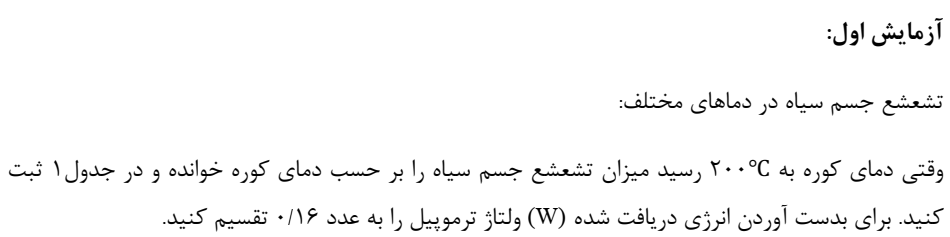 آزمایش اول:
تشعشع جسم سیاه در دماهای مختلف:
وقتی دمای کوره به ۲۰۰°C رسید میزان تشعشع جسم سیاه را بر حسب دمای کوره خوانده و در جدول۱ ثبت
کنید. برای بدست آوردن انرژی دریافت شده (W) ولتاژ ترموپیل را به عدد ۰/۱۶ تقسیم کنید.